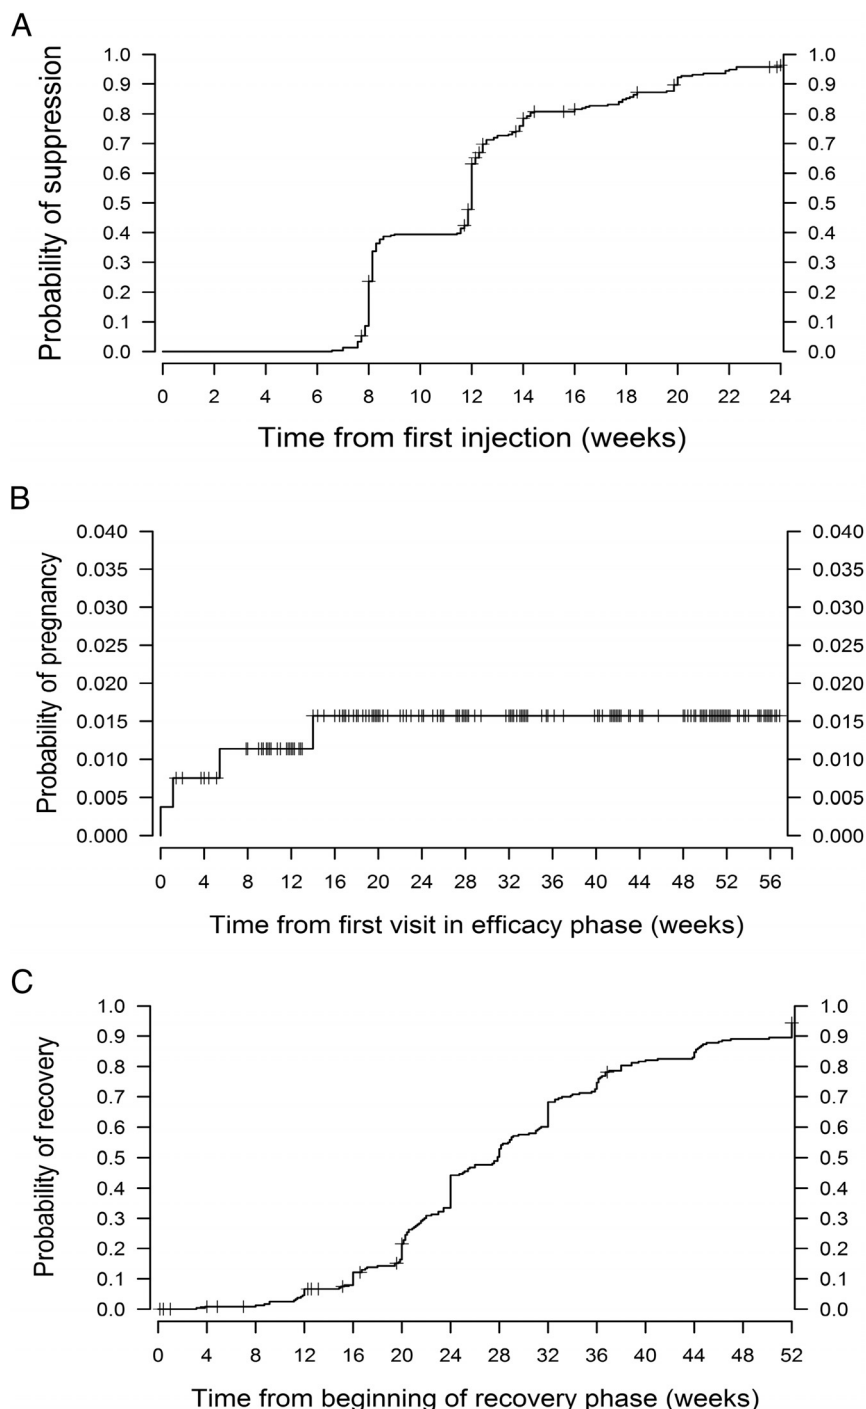 A
Probability of suppression
1.0 1.0
0.9 0.9
0.8 0.8
0.7 0.7
0.6 0.6
0.5 0.5
0.4 0.4
0.3 0.3
0.2 0.2
0.1 0.1
0.0 0.0
0 2 4 6 8 10 12 14 16 18 20 22 24
Time from first injection (weeks)
B
Probability of pregnancy
0.040 0.040
0.035 0.035
0.030 0.030
0.025 0.025
0.020 0.020
0.015 0.015
0.010 0.010
0.005 0.005
0.000 0.000
0 4 8 12 16 20 24 28 32 36 40 44 48 52 56
Time from first visit in efficacy phase (weeks)
C
Probability of recovery
1.0 1.0
0.9 0.9
0.8 0.8
0.7 0.7
0.6 0.6
0.5 0.5
0.4 0.4
0.3 0.3
0.2 0.2
0.1 0.1
0.0 0.0
0 4 8 12 16 20 24 28 32 36 40 44 48 52
Time from beginning of recovery phase (weeks)